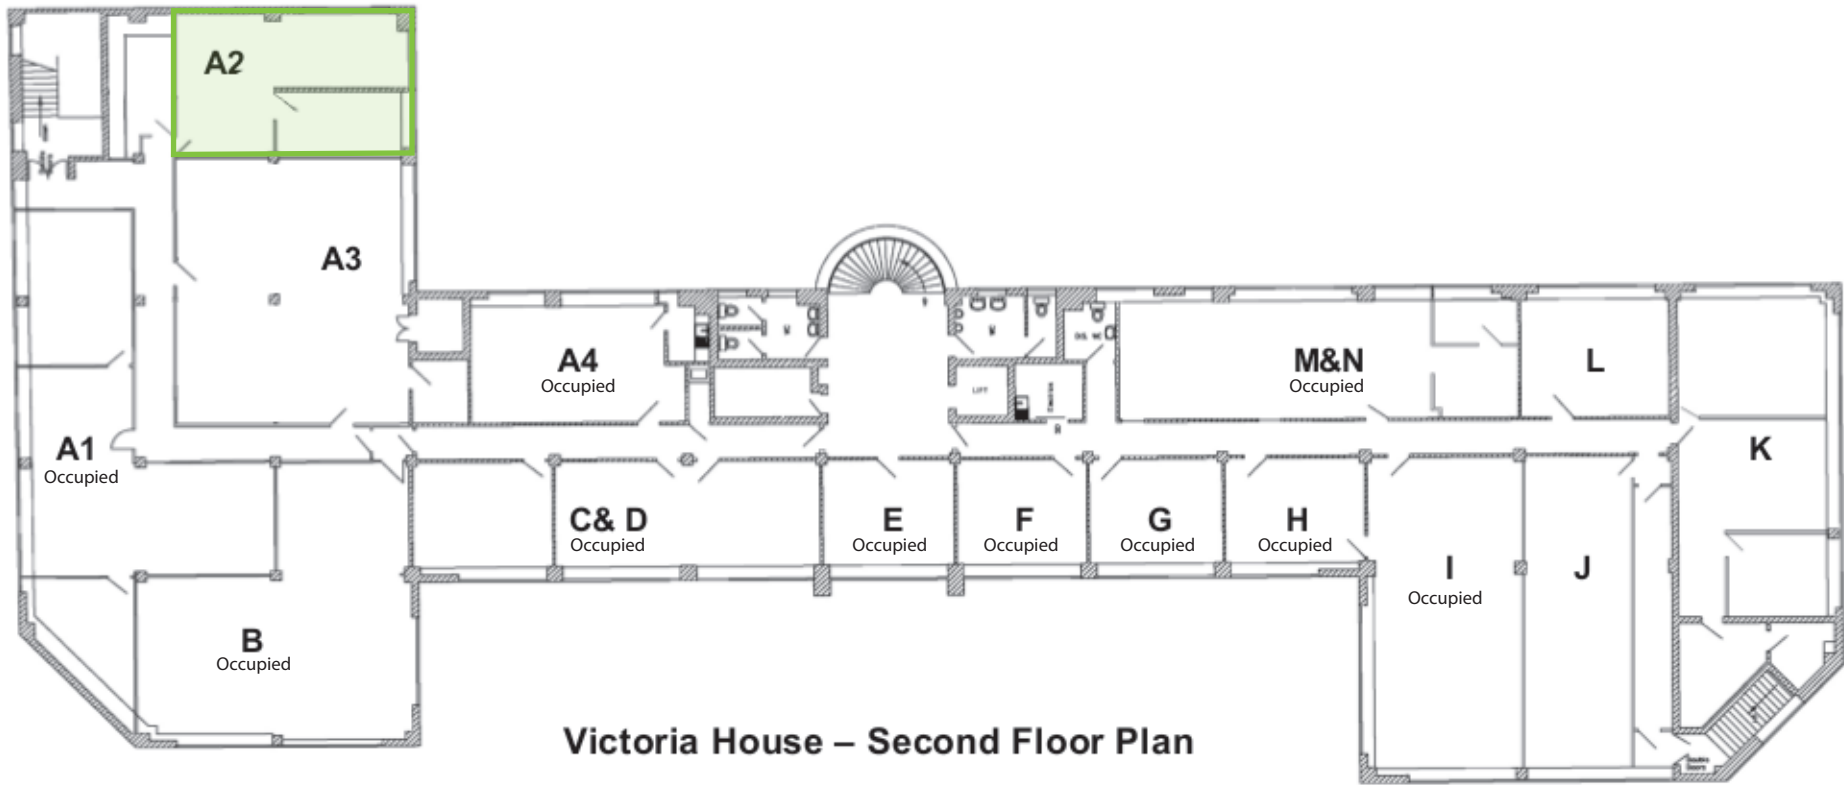 A2
A3
A4
Occupied
M&N
Occupied
L
A1
Occupied
LIFT
K
C& D
Occupied
E
Occupied
F
Occupied
G
Occupied
H
Occupied
I
Occupied
J
B
Occupied
Victoria House – Second Floor Plan